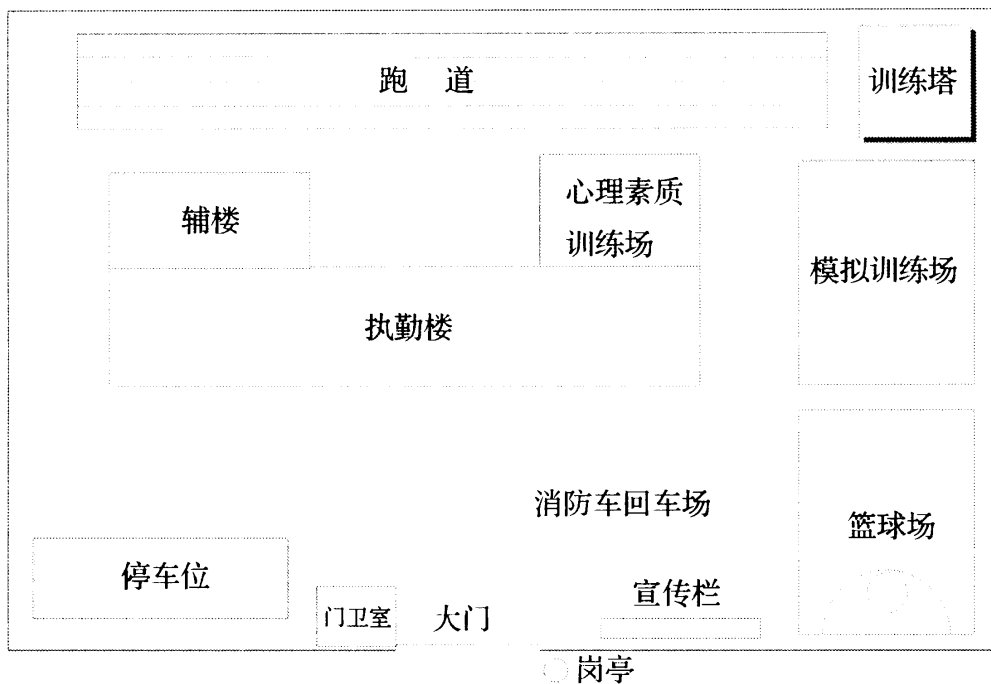 跑 道
训练塔
辅楼
心理素质
训练场
模拟训练场
执勤楼
消防车回车场
篮球场
停车位
宣传栏
门卫室
大门
岗亭